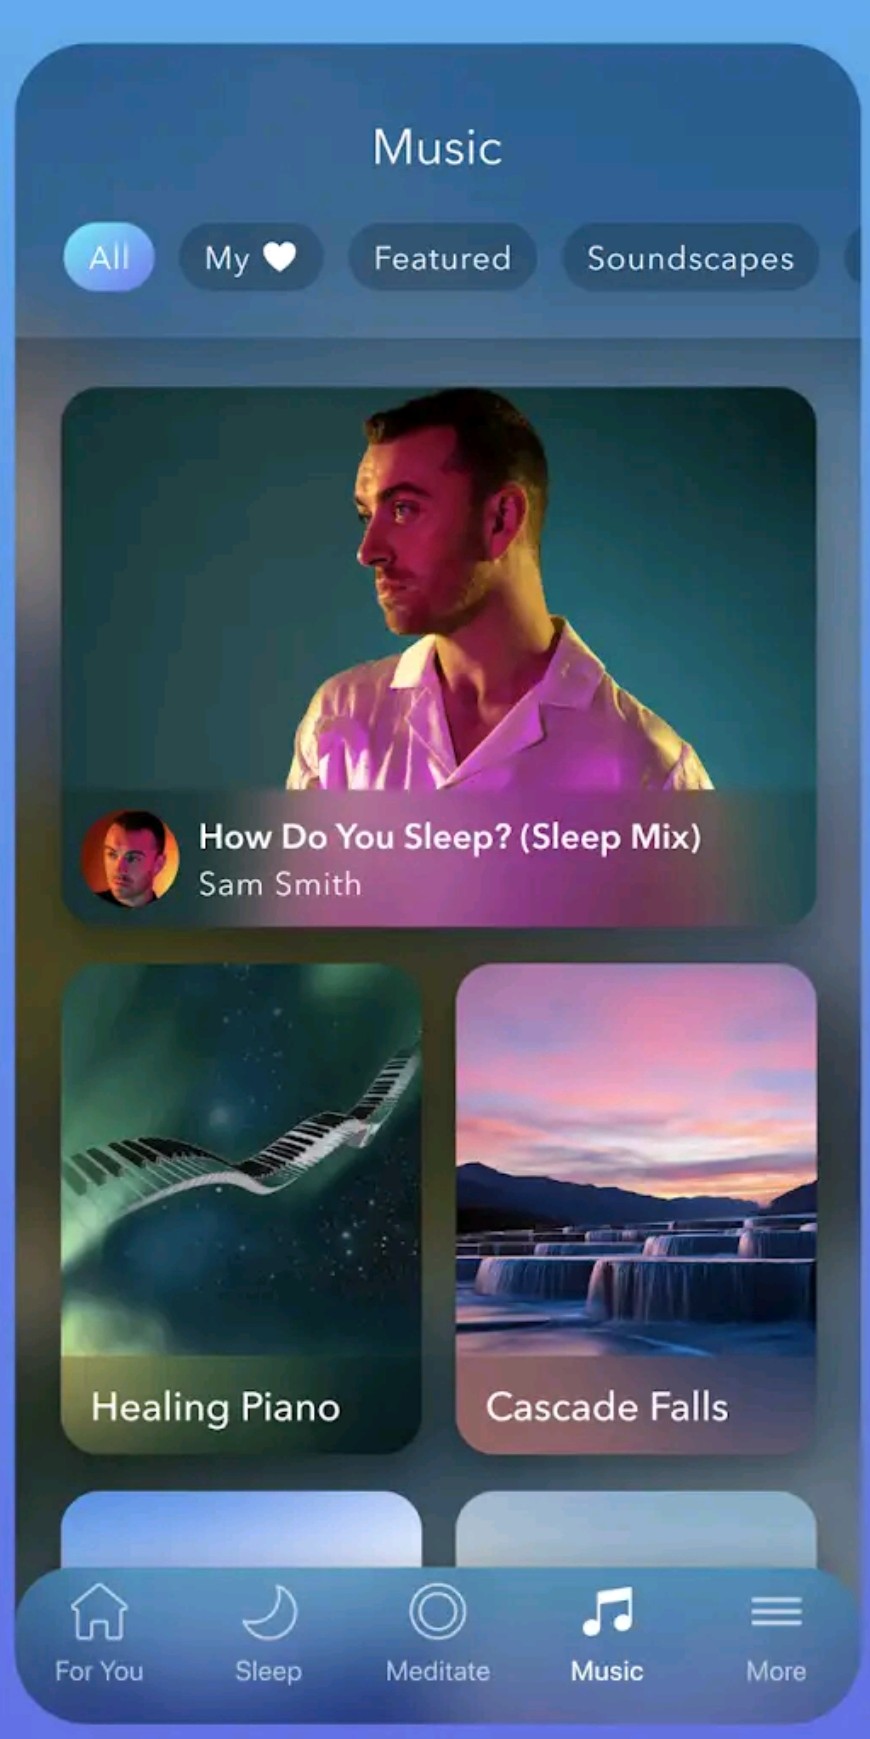 Music
All
My
Featured
Soundscapes
How Do You Sleep? (Sleep Mix)
Sam Smith
Healing Piano
Cascade Falls
For You
Sleep
Meditate
Music
More